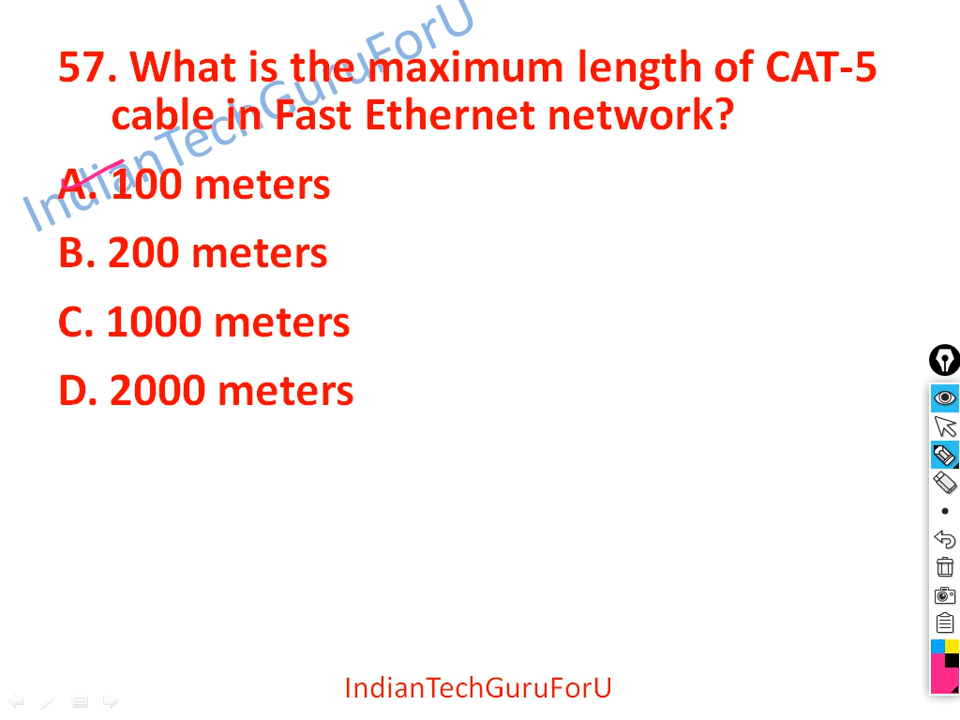 57. What is the maximum length of CAT-5
cable in Fast Ethernet network?
IndianTechGuruForU
A. 100 meters
B. 200 meters
C. 1000 meters
D. 2000 meters
IndianTechGuruForU